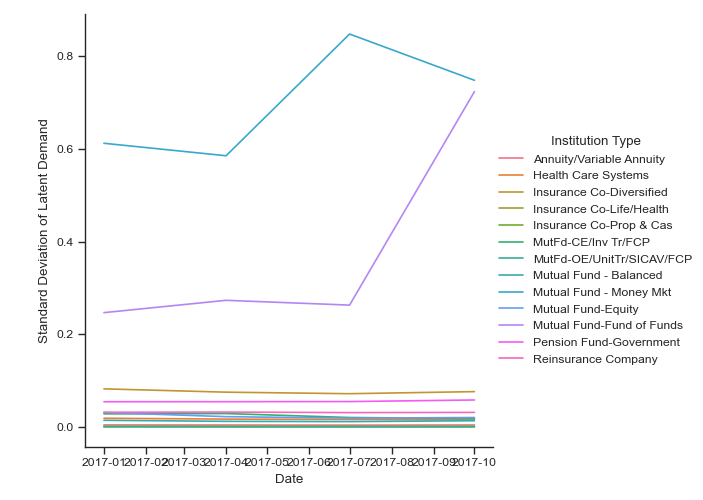 0.8
0.6
0.4
0.2
0.0
Standard Deviation of Latent Demand
2017-01 2017-02 2017-03 2017-04 2017-05 2017-06 2017-07 2017-08 2017-09 2017-10
Date
Institution Type
Annuity/Variable Annuity
Health Care Systems
Insurance Co-Diversified
Insurance Co-Life/Health
Insurance Co-Prop & Cas
MutFd-CE/Inv Tr/FCP
MutFd-OE/UnitTr/SICAV/FCP
Mutual Fund - Balanced
Mutual Fund - Money Mkt
Mutual Fund-Equity
Mutual Fund-Fund of Funds
Pension Fund-Government
Reinsurance Company